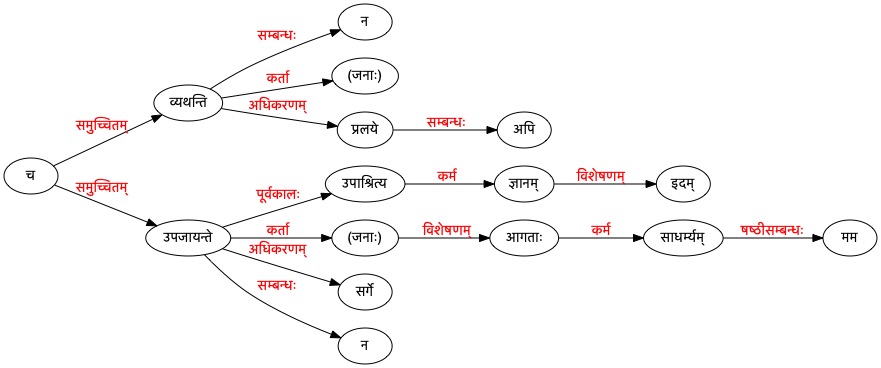 न
सम्बन्धः
कर्ता
(जनाः)
व्यथन्ति
अधिकरणम्
प्रलये
सम्बन्धः
अपि
समुच्चितम्
च
समुच्चितम्
उपाश्रित्य
कर्म
ज्ञानम्
विशेषणम्
इदम्
पूर्वकालः
उपजायन्ते
कर्ता
(जनाः)
विशेषणम्
आगताः
कर्म
साधर्म्यम्
षष्ठीसम्बन्धः
मम
अधिकरणम्
सर्गे
सम्बन्धः
न